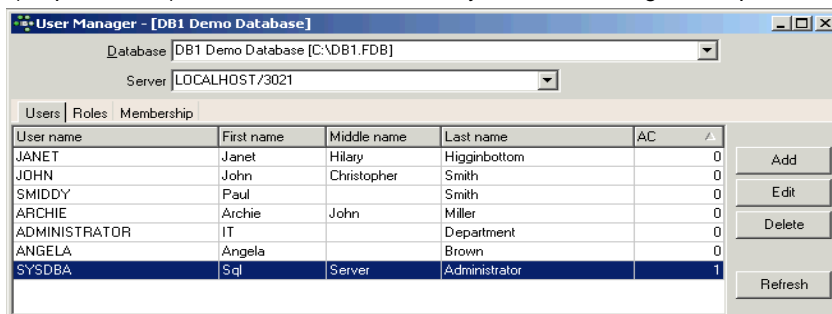 User Manager - [DB1 Demo Database]
Database DB1 Demo Database [C:\DB1.FDB]
Server LOCALHOST/3021
Users Roles Membership
User name First name Middle name Last name AC
JANET Janet Hilary Higginbottom 0 Add
JOHN John Christopher Smith 0
SMIDDY Paul Smith 0 Edit
ARCHIE Archie John Miller 0
ADMINISTRATOR IT Department 0 Delete
ANGELA Angela Brown 0
SYSDBA Sql Server Administrator 1
Refresh